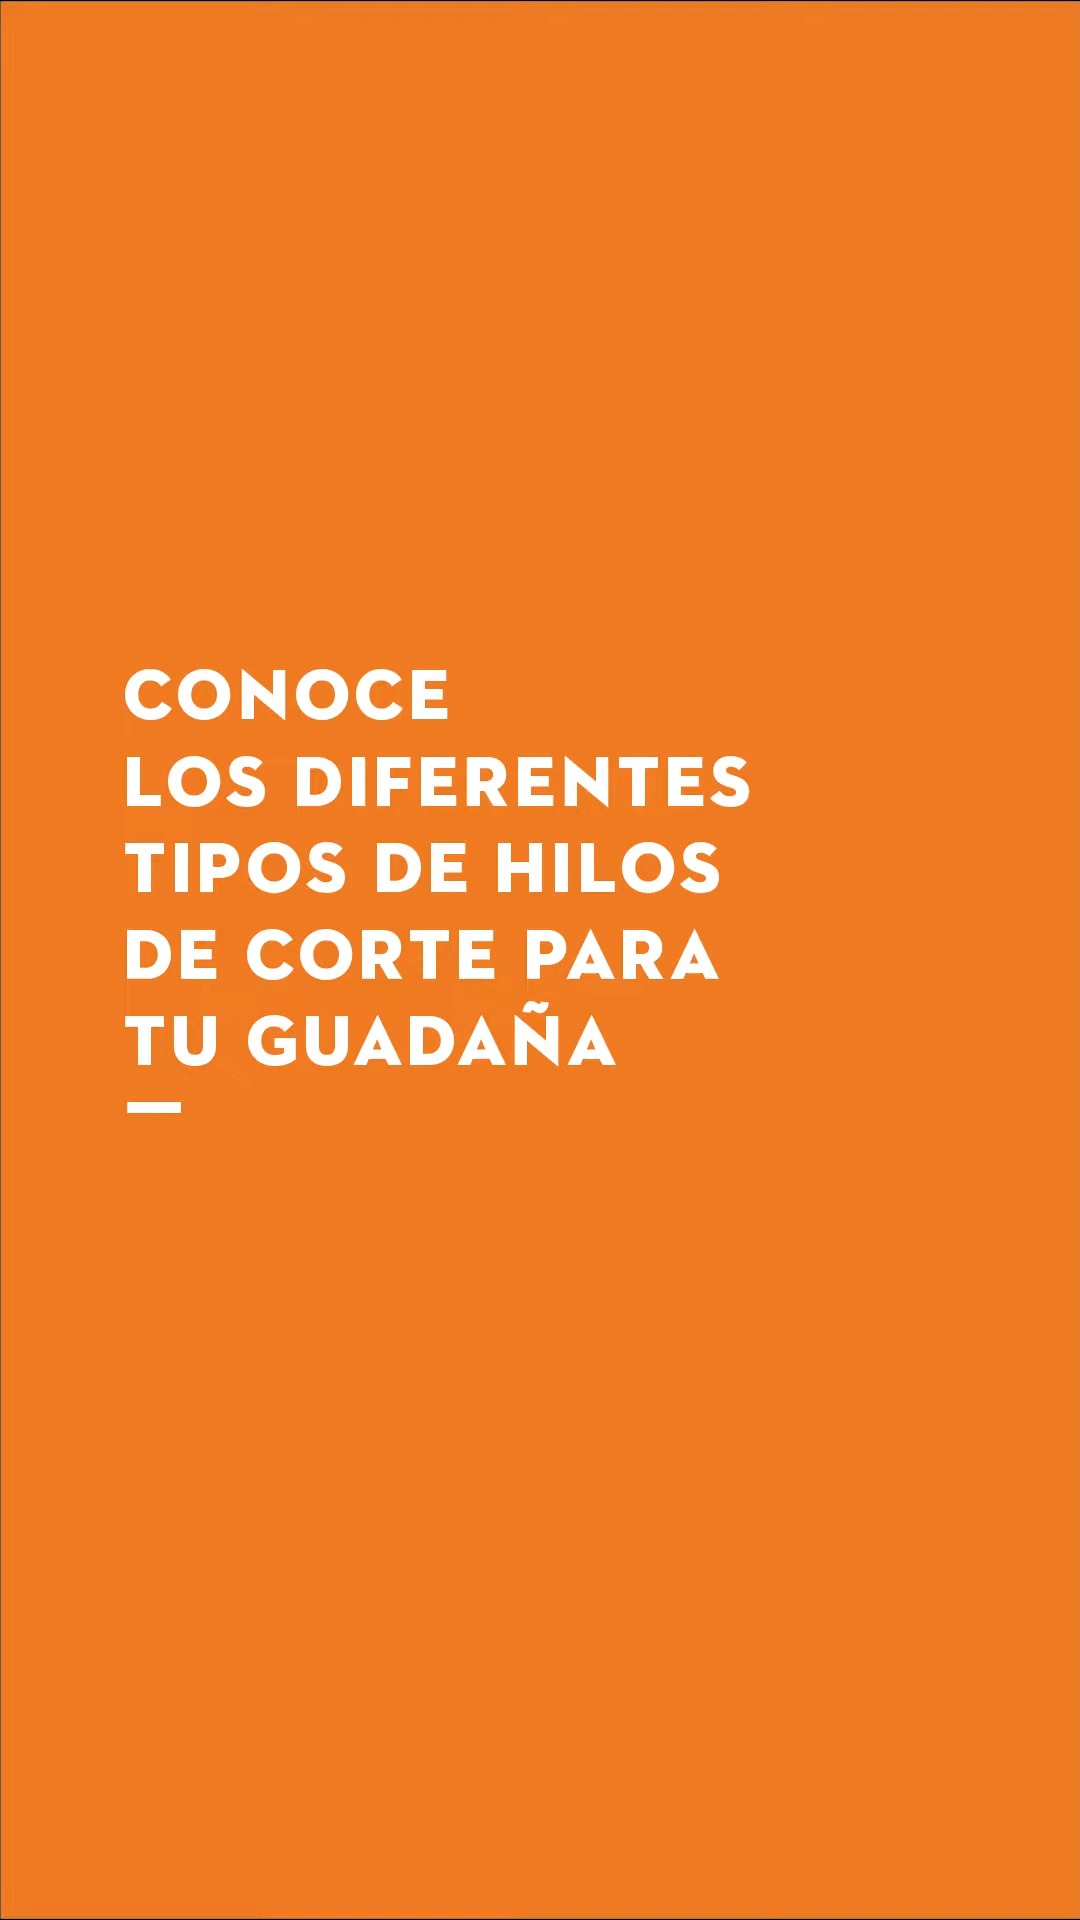 CONOCE
LOS DIFERENTES
TIPOS DE HILOS
DE CORTE PARA
TU GUADAÑA